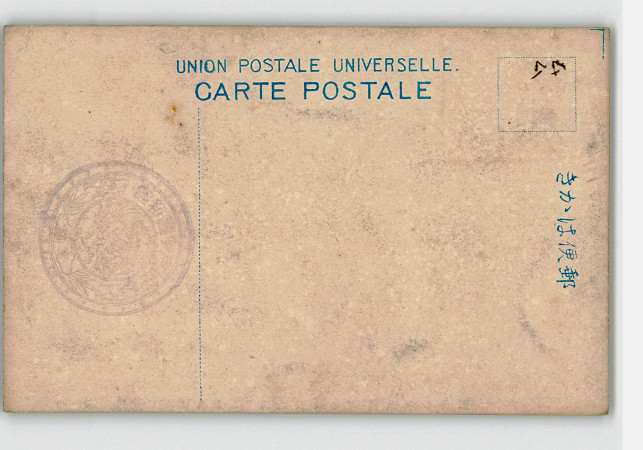 UNION POSTALE UNIVERSELLE.
CARTE POSTALE
きかは便郵